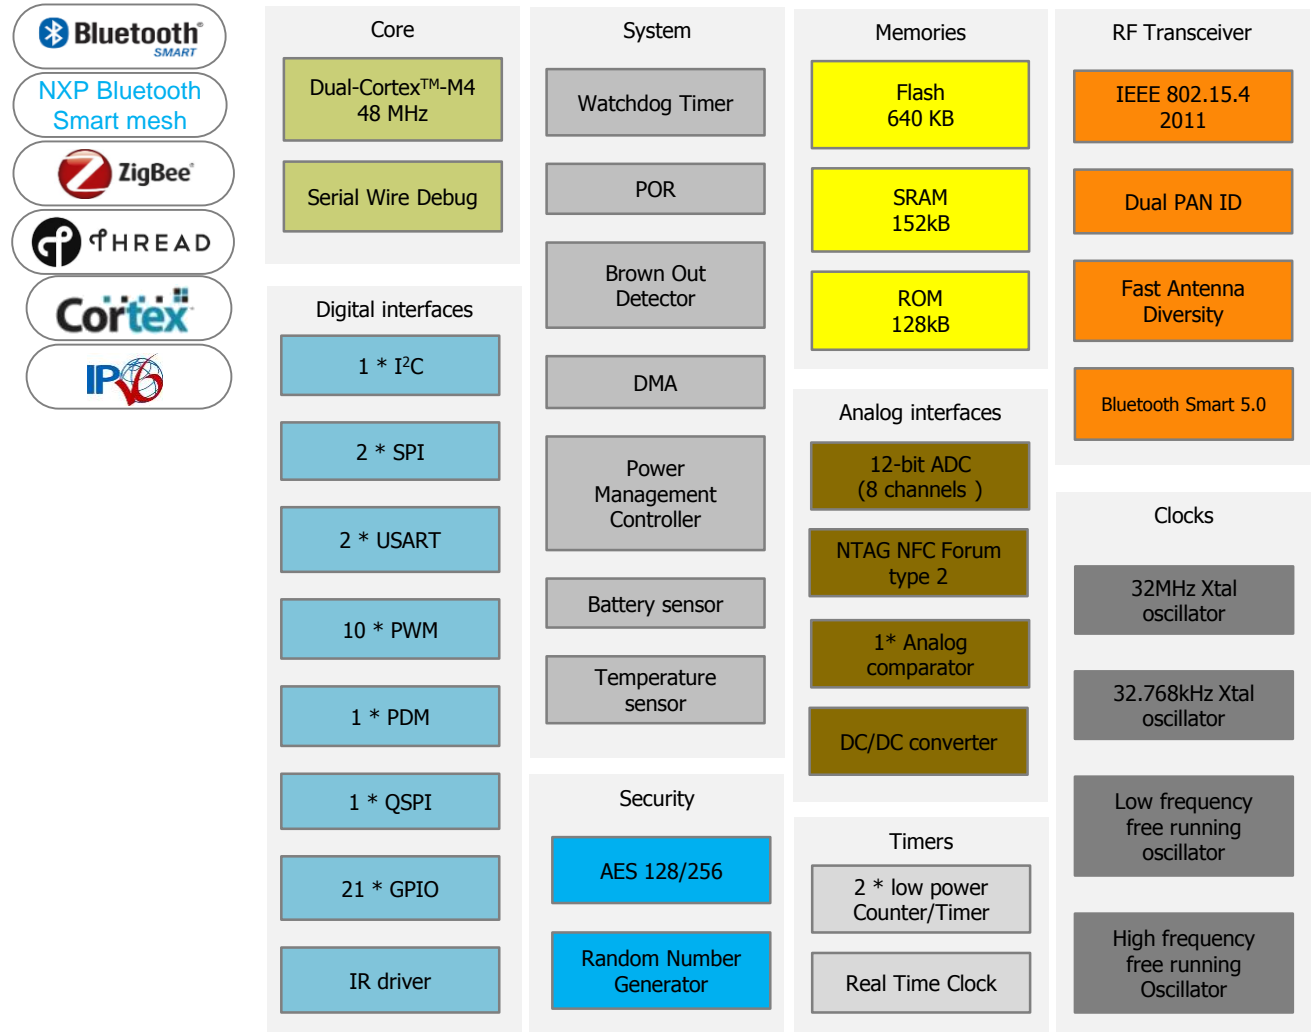 Bluetooth®
SMART
NXP Bluetooth
Smart mesh
ZigBee®
THREAD
Cortex
IPv6
Core
Dual-Cortex™-M4
48 MHz
Serial Wire Debug
Digital interfaces
1 * I²C
2 * SPI
2 * USART
10 * PWM
1 * PDM
1 * QSPI
21 * GPIO
IR driver
System
Watchdog Timer
POR
Brown Out
Detector
DMA
Power
Management
Controller
Battery sensor
Temperature
sensor
Security
AES 128/256
Random Number
Generator
Memories
Flash
640 KB
SRAM
152kB
ROM
128kB
Analog interfaces
12-bit ADC
(8 channels )
NTAG NFC Forum
type 2
1* Analog
comparator
DC/DC converter
Timers
2 * low power
Counter/Timer
Real Time Clock
RF Transceiver
IEEE 802.15.4
2011
Dual PAN ID
Fast Antenna
Diversity
Bluetooth Smart 5.0
Clocks
32MHz Xtal
oscillator
32.768kHz Xtal
oscillator
Low frequency
free running
oscillator
High frequency
free running
Oscillator